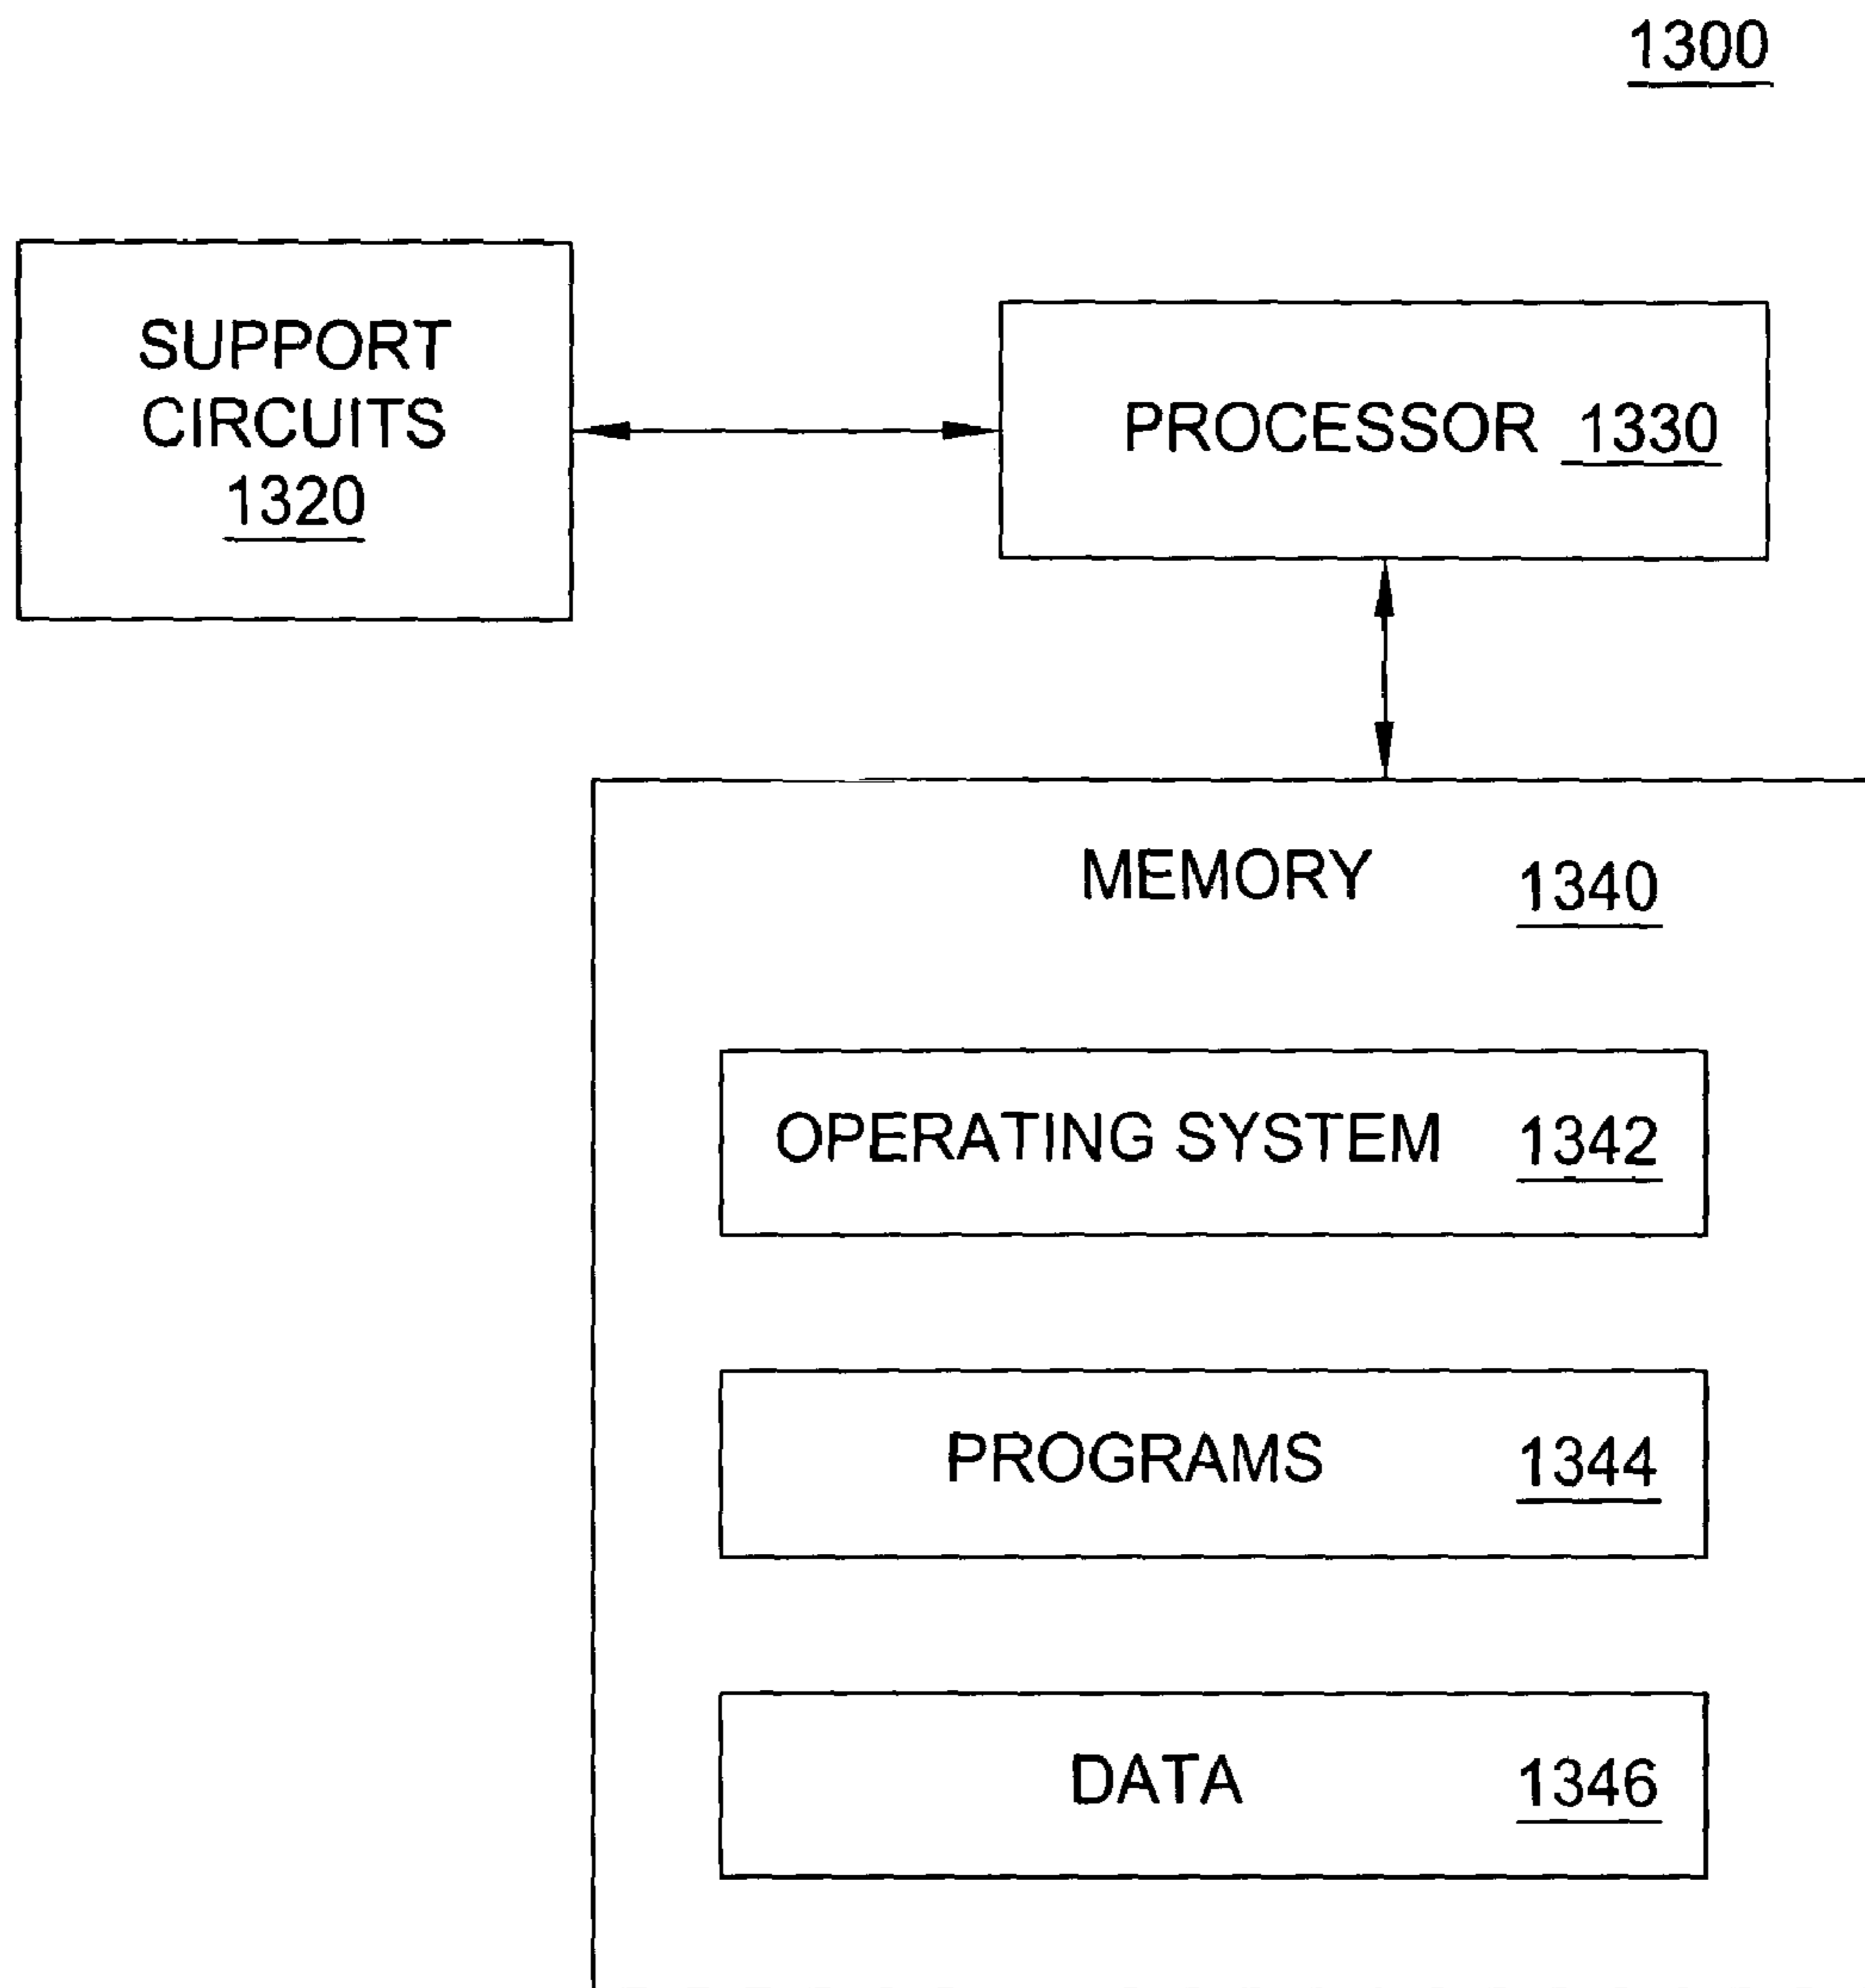 1300
SUPPORT
CIRCUITS
1320
PROCESSOR 1330
MEMORY 1340
OPERATING SYSTEM 1342
PROGRAMS 1344
DATA 1346